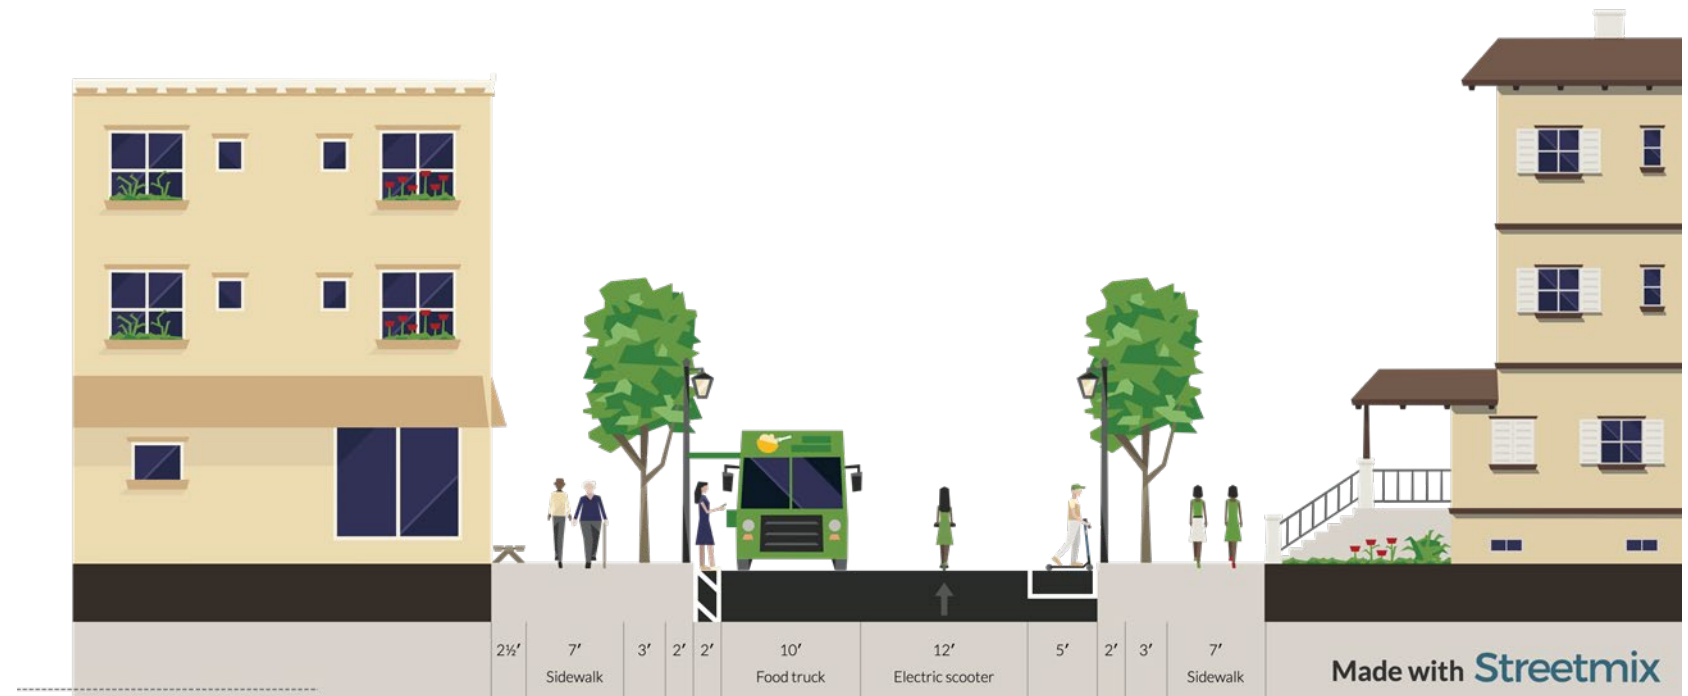 2½′ 7′ 3′ 2′ 2′ 10′ 12′ 5′ 2′ 3′ 7′
Sidewalk Food truck Electric scooter Sidewalk
Made with Streetmix